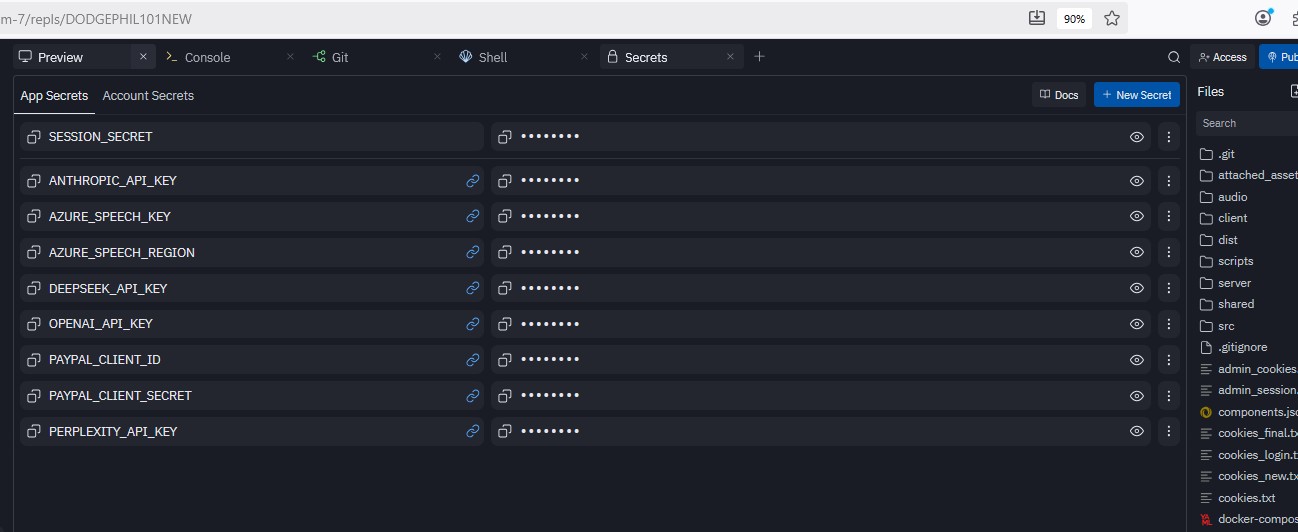 m-7/repls/DODGEPHIL101NEW
90%
Preview
Console
Git
Shell
Secrets
Access
Pub
App Secrets
Account Secrets
Docs
New Secret
Files
Search
SESSION_SECRET ••••••••
ANTHROPIC_API_KEY ••••••••
AZURE_SPEECH_KEY ••••••••
AZURE_SPEECH_REGION ••••••••
DEEPSEEK_API_KEY ••••••••
OPENAI_API_KEY ••••••••
PAYPAL_CLIENT_ID ••••••••
PAYPAL_CLIENT_SECRET ••••••••
PERPLEXITY_API_KEY ••••••••
.git
attached_asset
audio
client
dist
scripts
server
shared
src
.gitignore
admin_cookies.
admin_session.
components.jso
cookies_final.tx
cookies_login.t
cookies_new.tx
cookies.txt
docker-compos